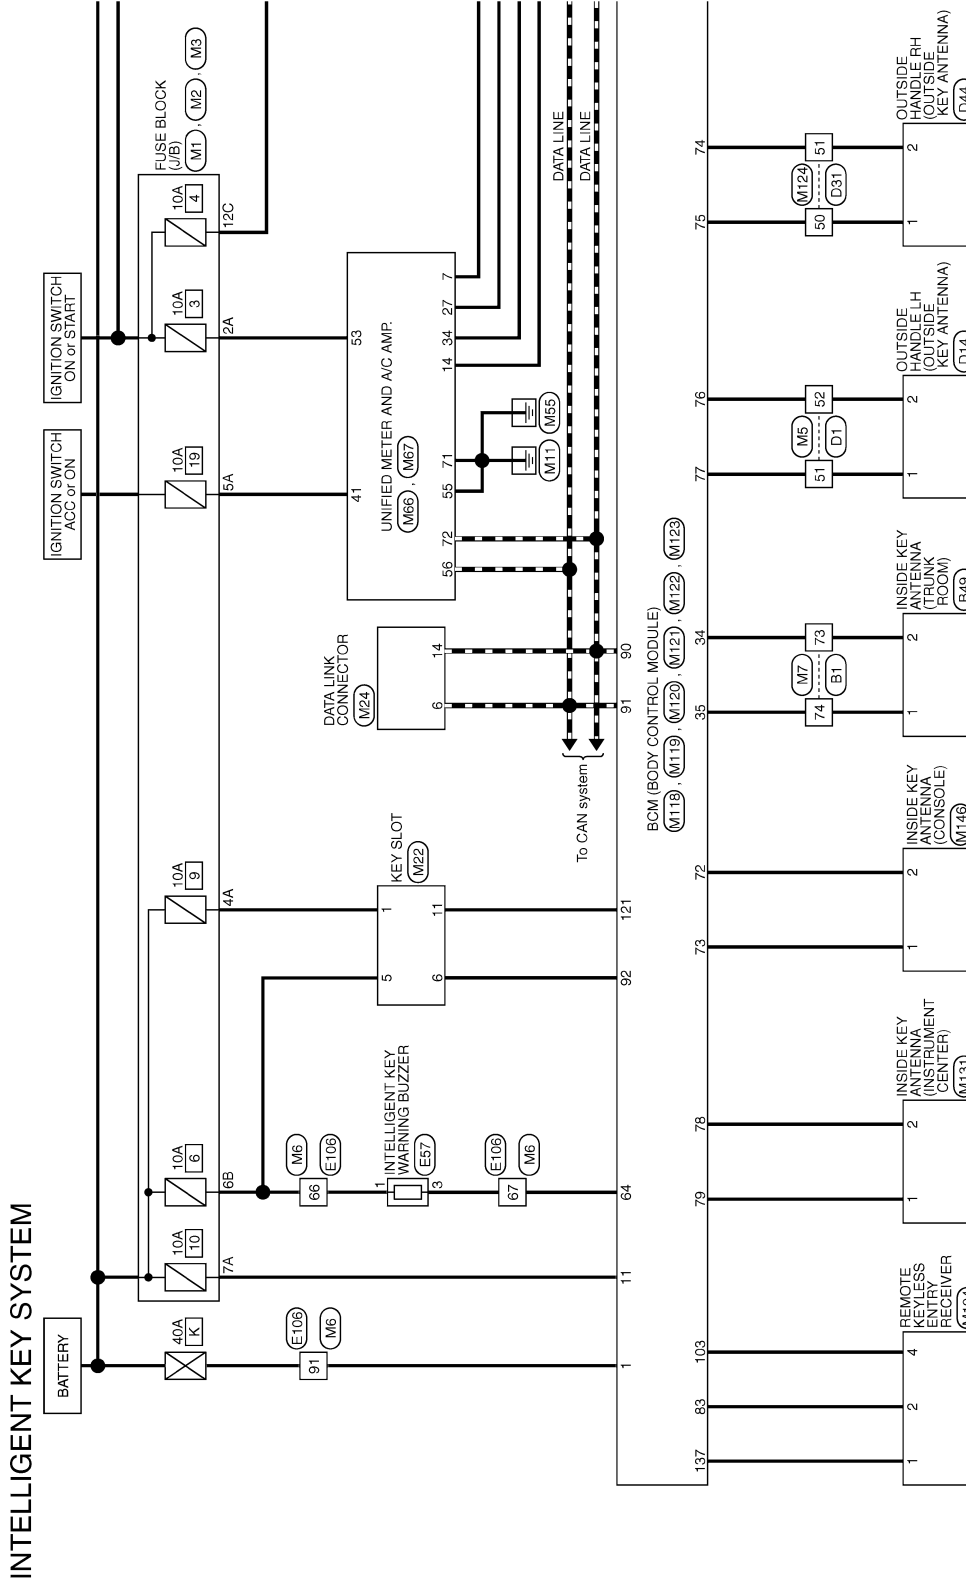 INTELLIGENT KEY SYSTEM
BATTERY
IGNITION SWITCH
ACC or ON
IGNITION SWITCH
ON or START
40A
K
10A
10
10A
6
10A
9
10A
19
10A
3
10A
4
FUSE BLOCK
(J/B)
M1 , M2 , M3
7A
6B
4A
5A
2A
12C
E106
91
M6
M6
66
E106
INTELLIGENT KEY
WARNING BUZZER
E57
1
3
E106
67
M6
KEY SLOT
M22
5
1
6
11
DATA LINK
CONNECTOR
M24
6
14
UNIFIED METER AND A/C AMP.
M66 , M67
41
53
56
72
55
71
14
34
27
7
M11
M55
DATA LINE
DATA LINE
To CAN system
1
11
64
92
121
91
90
BCM (BODY CONTROL MODULE)
M118 , M119 , M120 , M121 , M122 , M123
137
83
103
79
78
73
72
35
34
77
76
75
74
M7
74
73
B1
M5
51
52
D1
M124
50
51
D31
REMOTE
KEYLESS
ENTRY
RECEIVER
1
2
4
INSIDE KEY
ANTENNA
(INSTRUMENT
CENTER)
M131
1
2
INSIDE KEY
ANTENNA
(CONSOLE)
M146
1
2
INSIDE KEY
ANTENNA
(TRUNK
ROOM)
B49
1
2
OUTSIDE
HANDLE LH
(OUTSIDE
KEY ANTENNA)
D14
1
2
OUTSIDE
HANDLE RH
(OUTSIDE
KEY ANTENNA)
D44
1
2